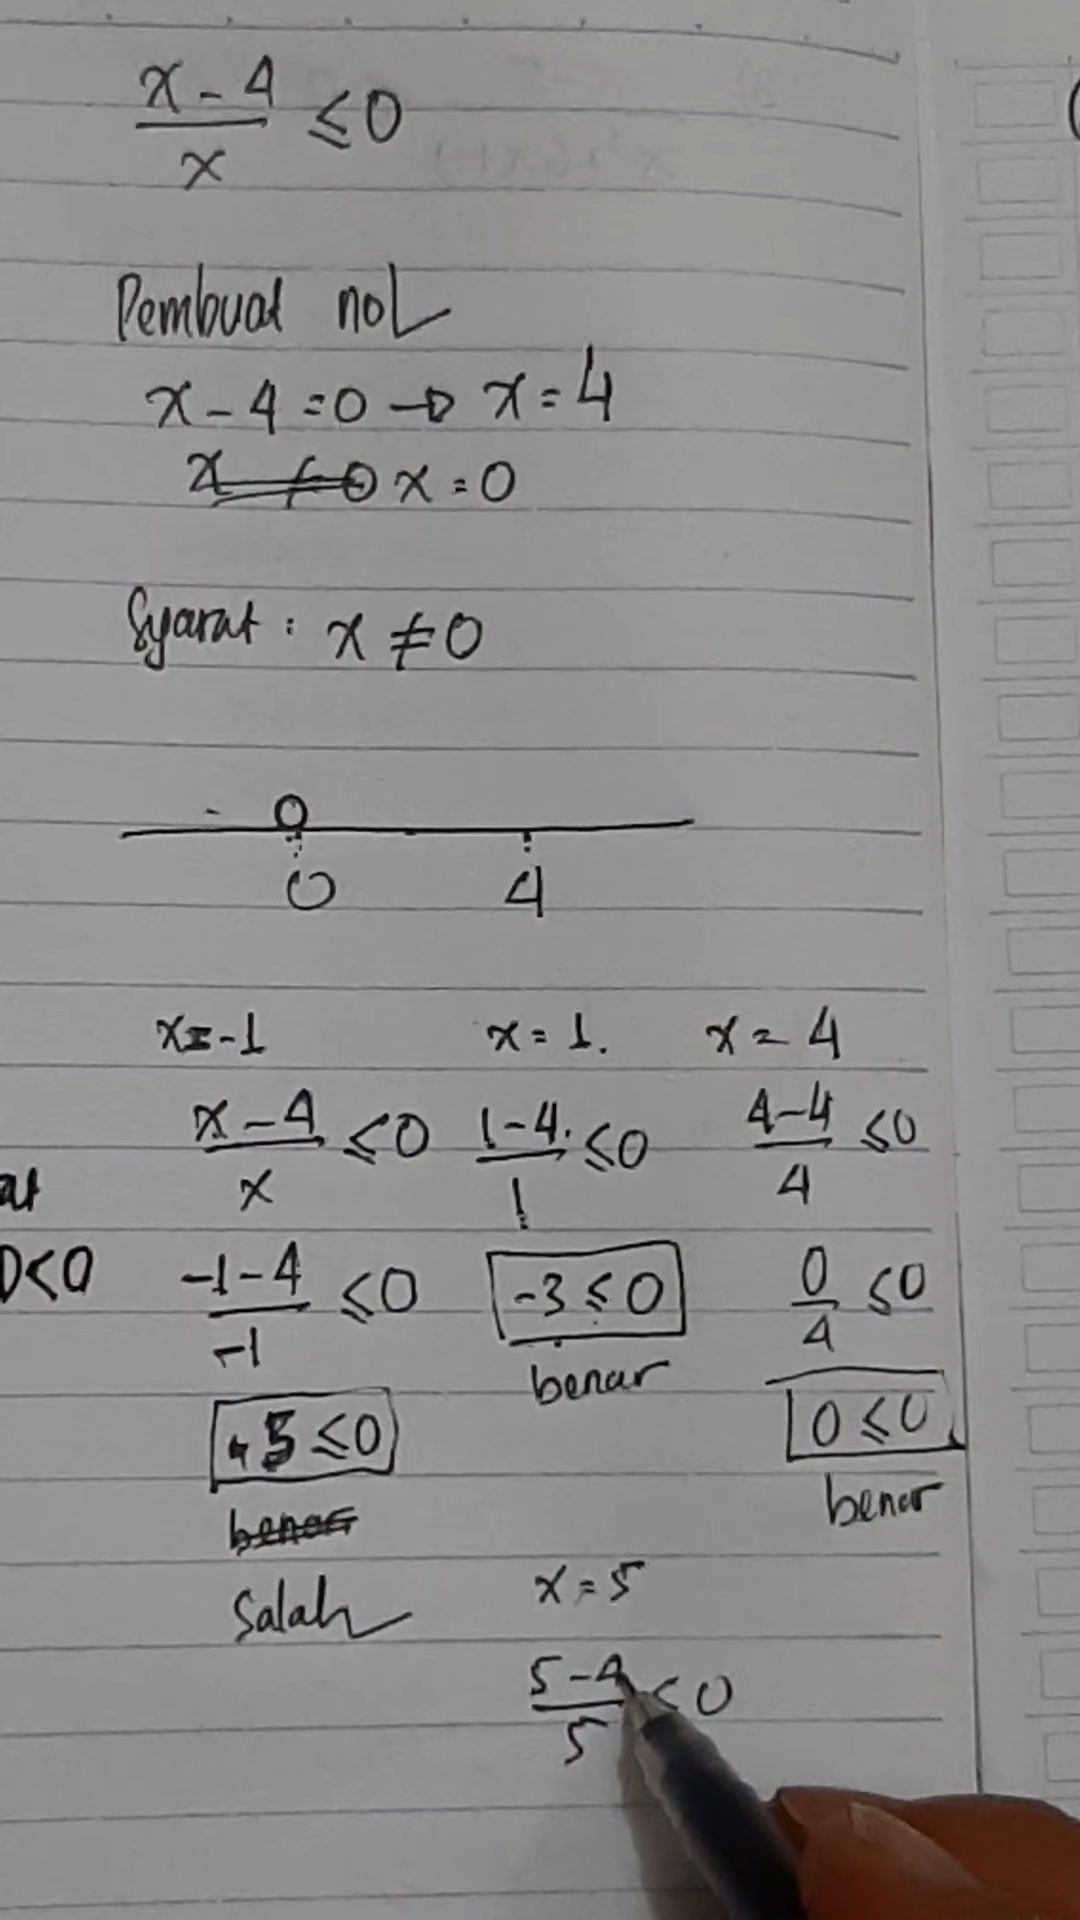 x - 4 / x ≤ 0
Pembuat nol
x - 4 = 0 → x = 4
x = 0
Syarat : x ≠ 0
0 4
x = -1 x = 1. x = 4
x - 4 / x ≤ 0 1 - 4 / 1 ≤ 0 4 - 4 / 4 ≤ 0
-1 - 4 / -1 ≤ 0 -3 ≤ 0 0 / 4 ≤ 0
D<0
benar
5 ≤ 0 0 ≤ 0
benar benar
Salah x = 5
5 - 4 / 5 < 0